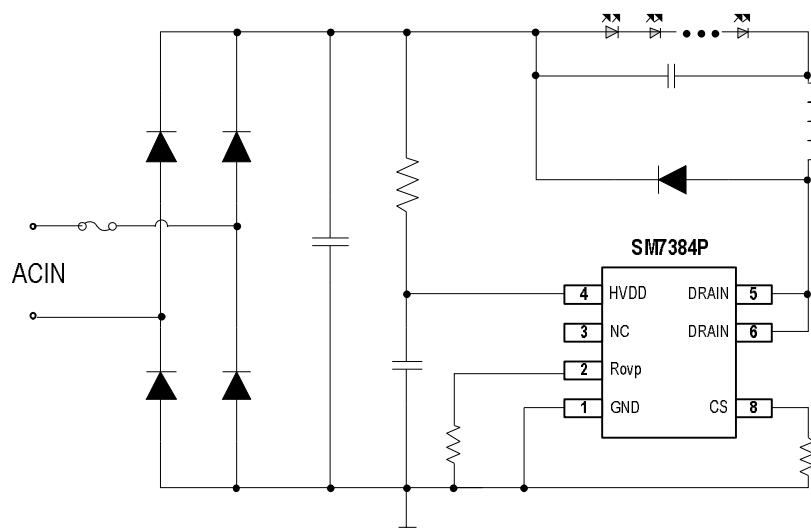 ACIN
SM7384P
4 HVDD DRAIN 5
3 NC DRAIN 6
2 Rovp
1 GND CS 8